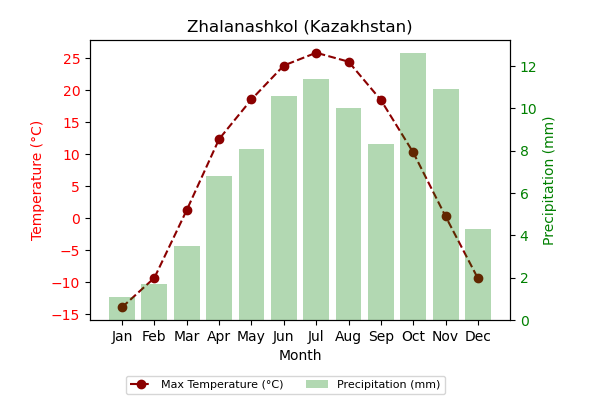 Zhalanashkol (Kazakhstan)
Temperature (°C)
25
20
15
10
5
0
−5
−10
−15
12
10
8
6
4
2
0
Precipitation (mm)
Jan Feb Mar Apr May Jun Jul Aug Sep Oct Nov Dec
Month
Max Temperature (°C) Precipitation (mm)